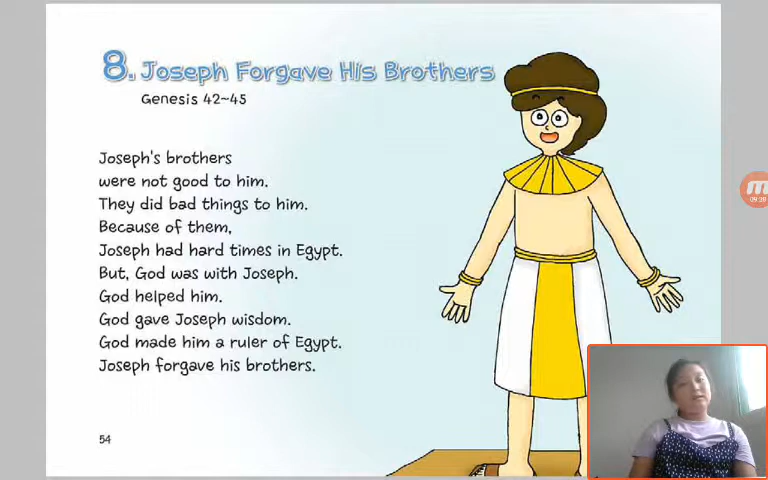 8. Joseph Forgave His Brothers
Genesis 42~45
Joseph's brothers
were not good to him.
They did bad things to him.
Because of them,
Joseph had hard times in Egypt.
But, God was with Joseph.
God helped him.
God gave Joseph wisdom.
God made him a ruler of Egypt.
Joseph forgave his brothers.
54